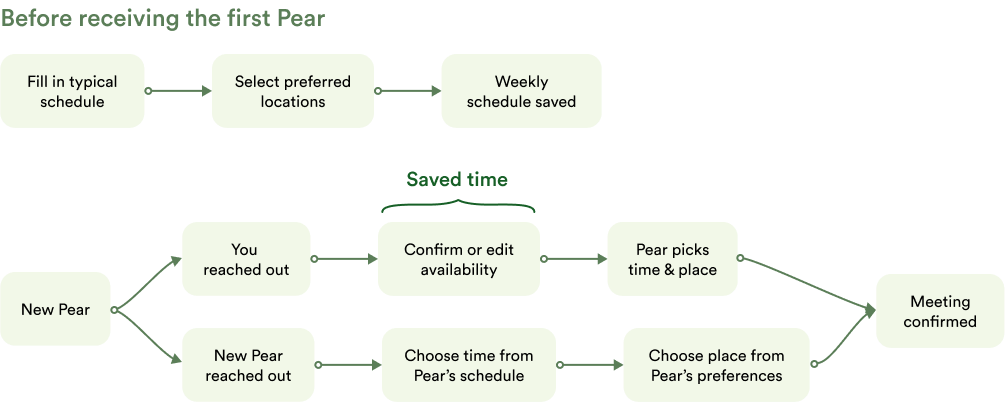 Before receiving the first Pear
Fill in typical
schedule
Select preferred
locations
Weekly
schedule saved
Saved time
New Pear
You
reached out
Confirm or edit
availability
Pear picks
time & place
New Pear
reached out
Choose time from
Pear’s schedule
Choose place from
Pear’s preferences
Meeting
confirmed